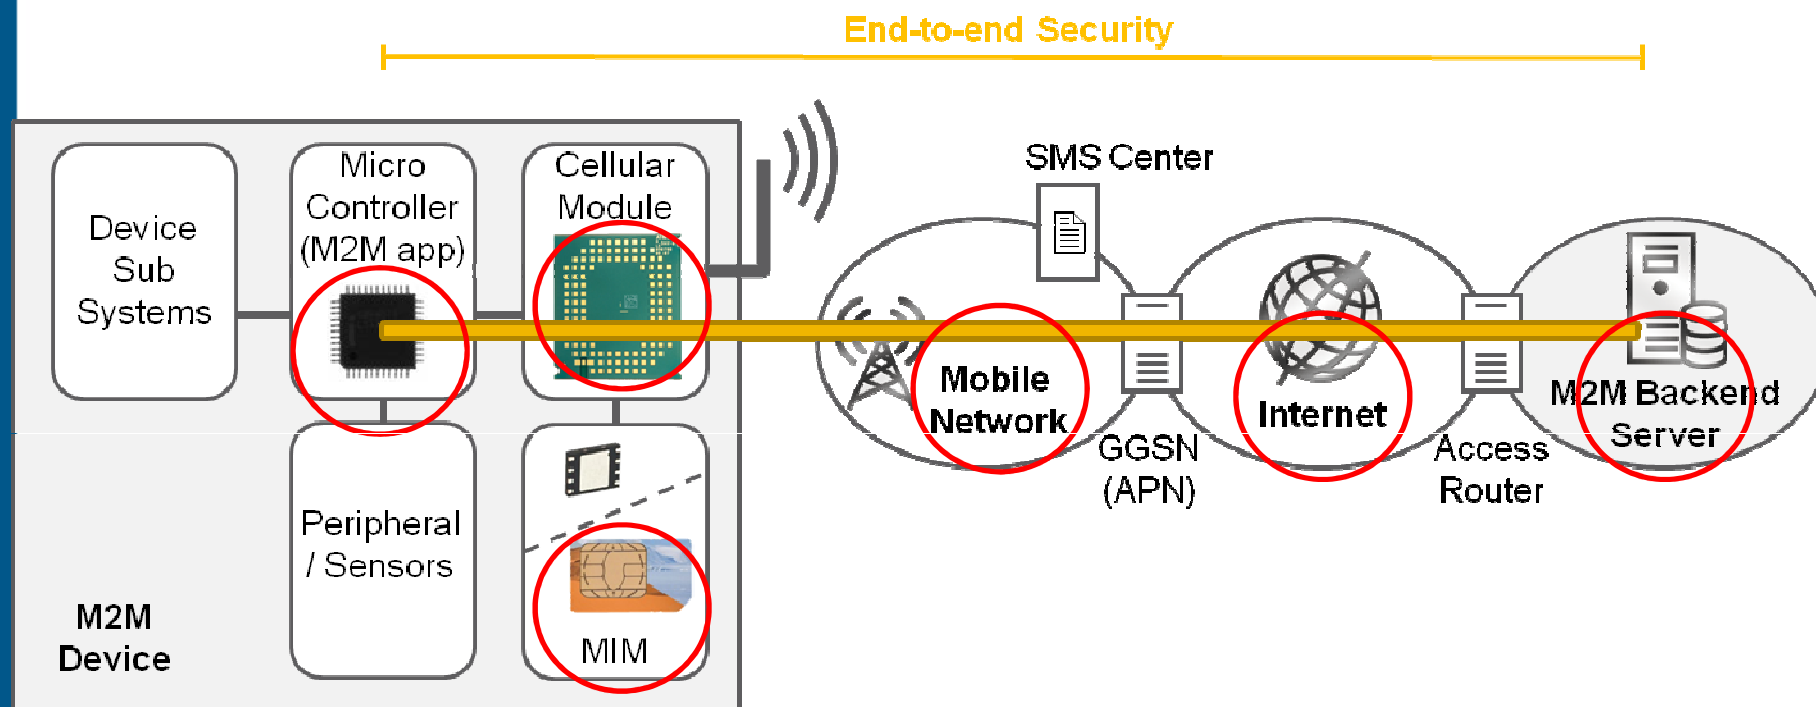 End-to-end Security
Device
Sub
Systems
Micro
Controller
(M2M app)
Cellular
Module
SMS Center
Mobile
Network
GGSN
(APN)
Internet
Access
Router
M2M Backend
Server
Peripheral
/ Sensors
MIM
M2M
Device